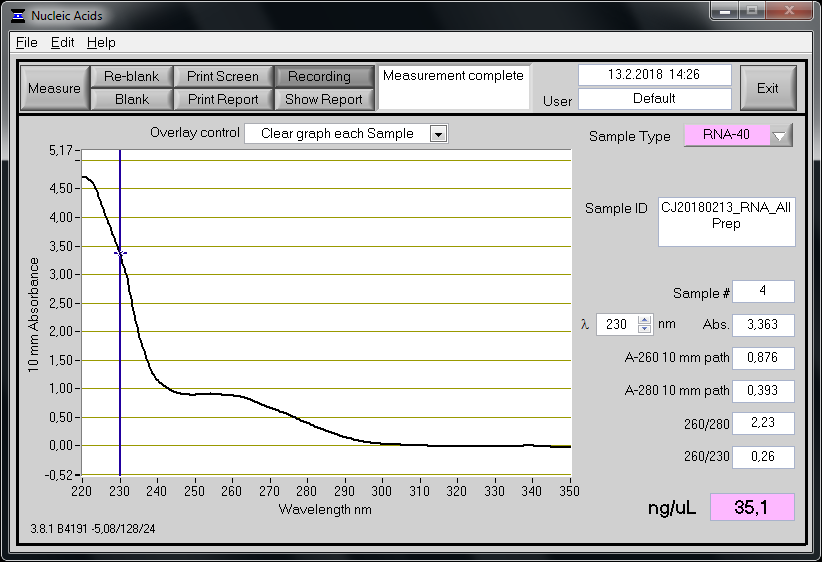 Nucleic Acids
File Edit Help
Measure
Re-blank
Print Screen
Recording
Blank
Print Report
Show Report
Measurement complete
13.2.2018 14:26
User
Default
Exit
Overlay control
Clear graph each Sample
Sample Type
RNA-40
Sample ID
CJ20180213_RNA_All
Prep
Sample #
4
λ 230 nm
Abs.
3,363
A-260 10 mm path
0,876
A-280 10 mm path
0,393
260/280
2,23
260/230
0,26
ng/uL
35,1
10 mm Absorbance
5,17
4,50
4,00
3,50
3,00
2,50
2,00
1,50
1,00
0,50
0,00
-0,52
220 230 240 250 260 270 280 290 300 310 320 330 340 350
Wavelength nm
3.8.1 B4191 -5,08/128/24